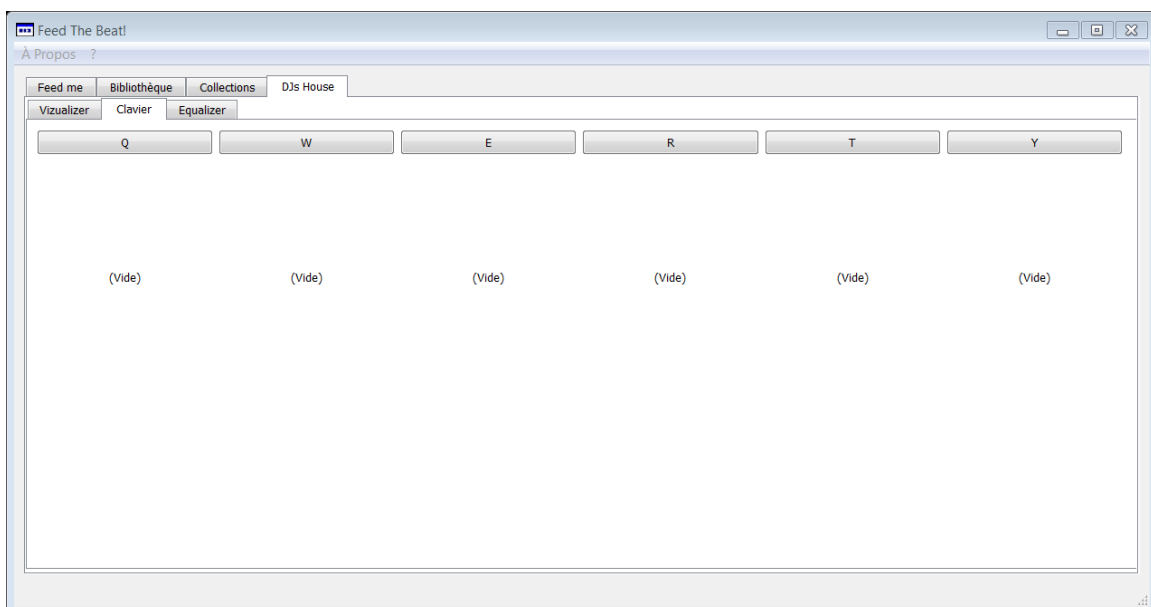 Feed The Beat!
À Propos ?
Feed me Bibliothèque Collections DJs House
Vizualizer Clavier Equalizer
Q W E R T Y
(Vide) (Vide) (Vide) (Vide) (Vide) (Vide)